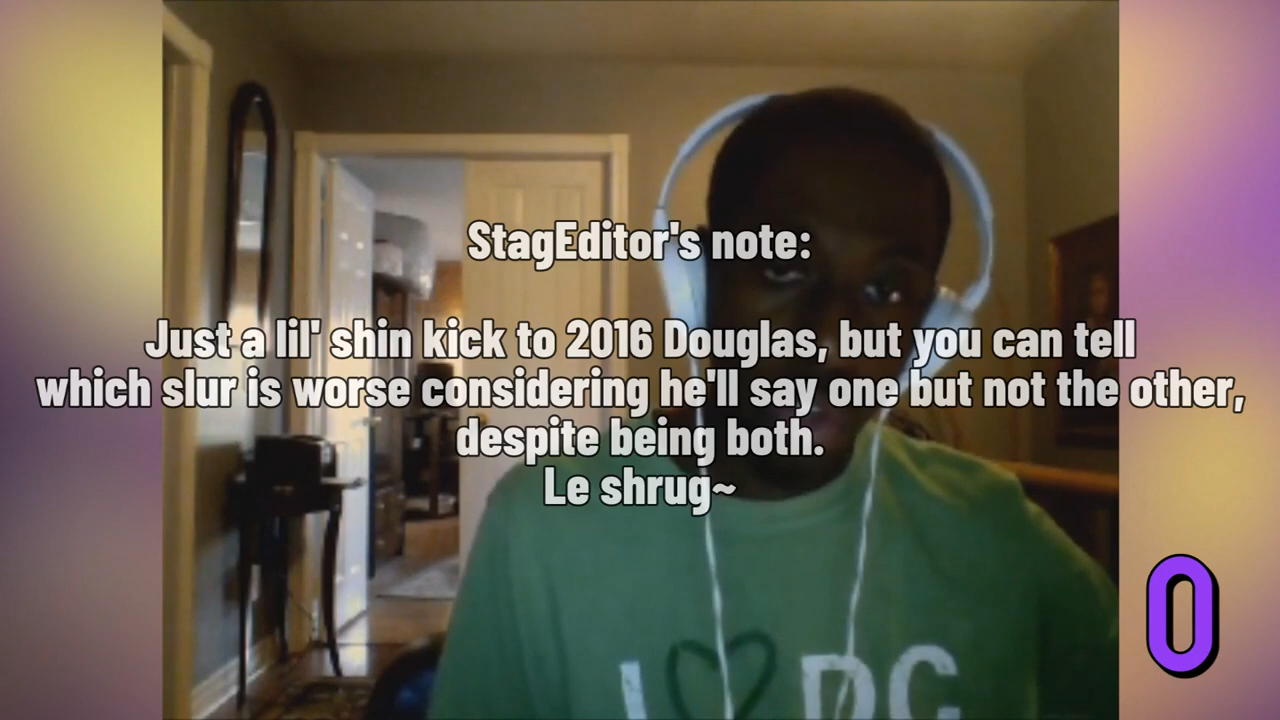 StagEditor's note:
Just a lil' shin kick to 2016 Douglas, but you can tell
which slur is worse considering he'll say one but not the other,
despite being both.
Le shrug~
I DC
0